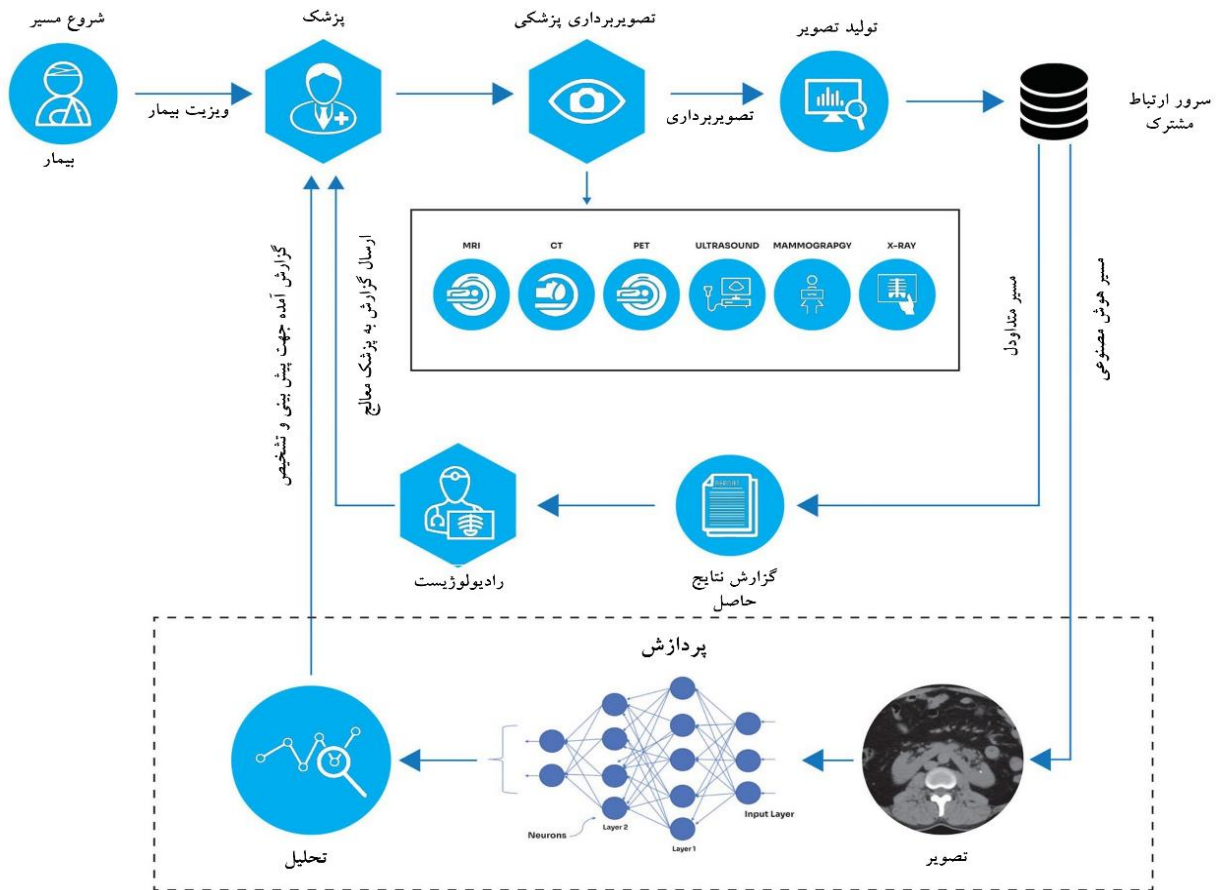 شروع مسیر
پزشک
تصویربرداری پزشکی
تولید تصویر
سرور ارتباط
مشترک
ویزیت بیمار
تصویربرداری
بیمار
MRI
CT
PET
ULTRASOUND
MAMMOGRAPGY
X-RAY
گزارش آمده جهت پیش بینی و تشخیص
ارسال گزارش به پزشک معالج
مسیر متداودل
مسیر هوش مصنوعی
REPORT
رادیولوژیست
گزارش نتایج
حاصل
پردازش
Neurons
Layer 2
Layer 1
Input Layer
تحلیل
تصویر